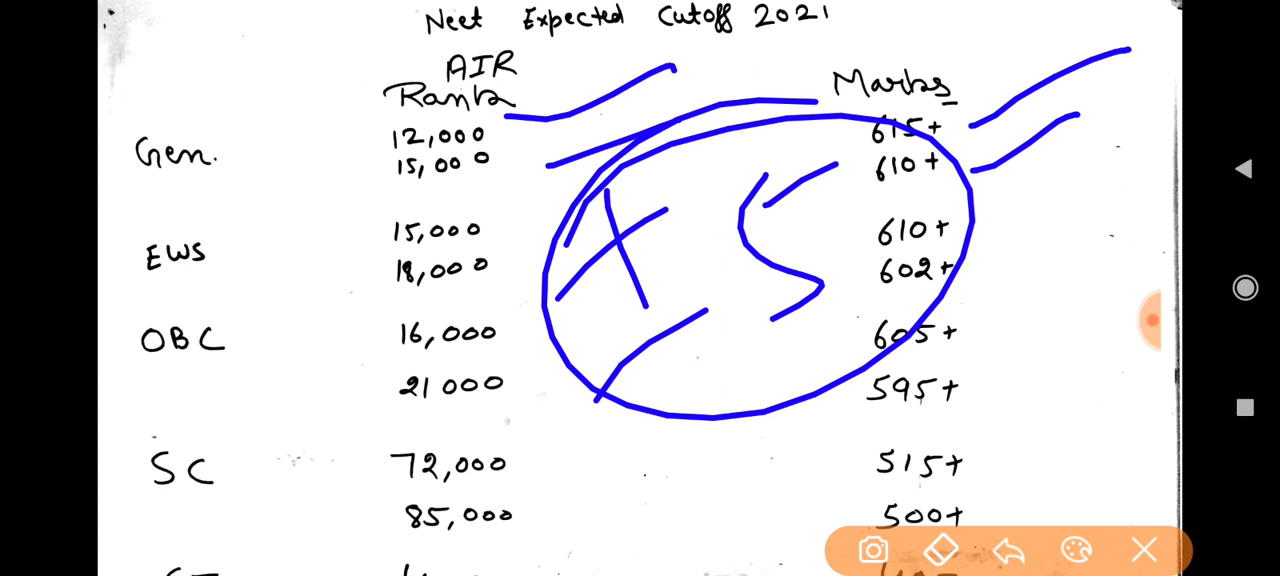 Neet Expected Cutoff 2021
AIR
Rank Marks
12,000 615+
Gen.
15,000 610+
15,000 610+
EWS
18,000 602+
OBC 16,000 605+
21000 595+
SC 72,000 515+
85,000 500+